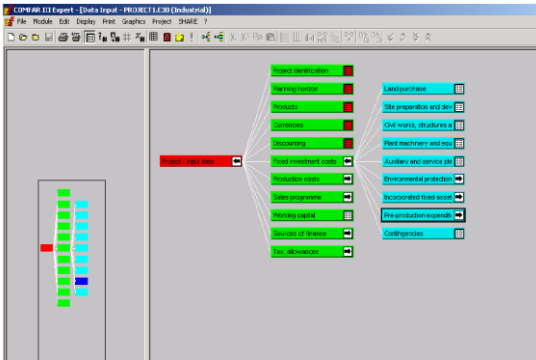 COMFAR III Expert - [Data Input - PROJECT1.C30 (Industrial)]
File Module Edit Display Print Graphics Project SHARE ?
Project identification
Planning horizon
Products
Currencies
Discounting
Project - input data
Fixed investment costs
Production costs
Sales programme
Working capital
Sources of finance
Tax, allowances
Land purchase
Site preparation and dev
Civil works, structures a
Plant machinery and equ
Auxiliary and service pla
Environmental protection
Incorporated fixed asset
Pre-production expendit
Contingencies